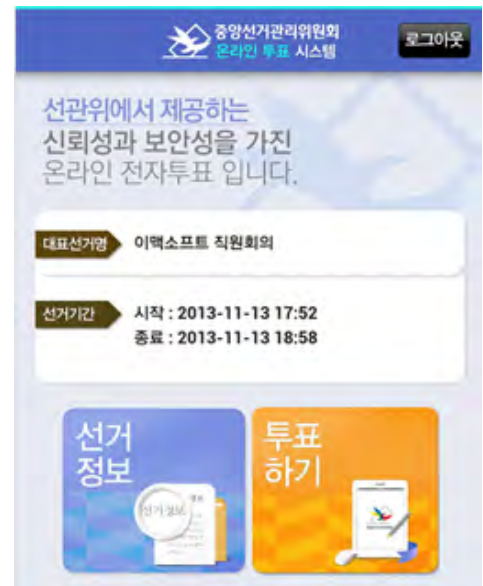 중앙선거관리위원회
온라인 투표 시스템
로그아웃
선관위에서 제공하는
신뢰성과 보안성을 가진
온라인 전자투표 입니다.
대표선거명 이맥소프트 직원회의
선거기간 시작 : 2013-11-13 17:52
종료 : 2013-11-13 18:58
선거
정보
선거정보
투표
하기